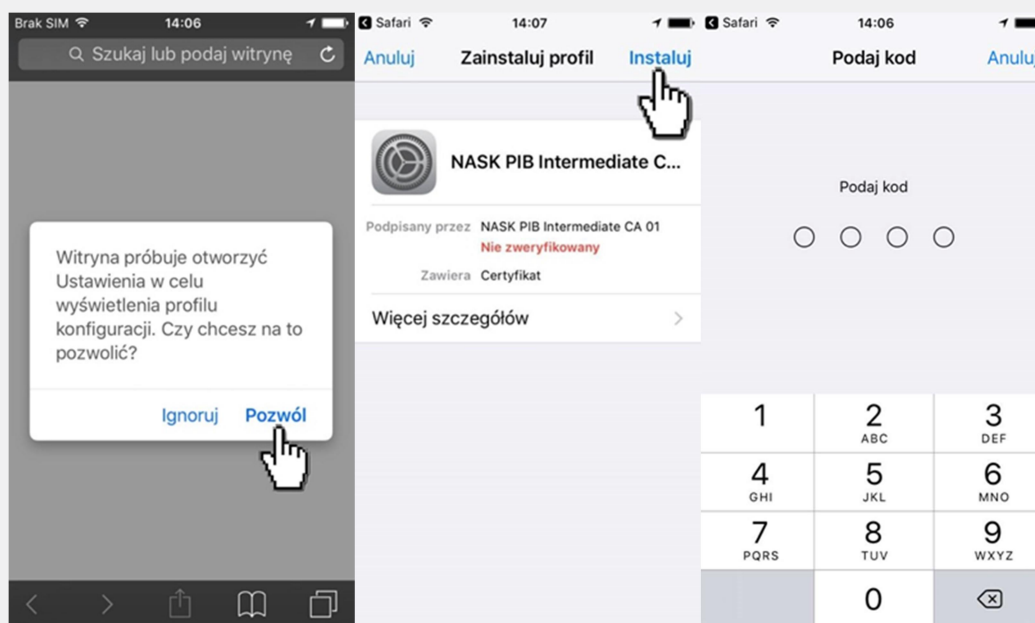 Brak SIM 14:06
Szukaj lub podaj witrynę
Witryna próbuje otworzyć
Ustawienia w celu
wyświetlenia profilu
konfiguracji. Czy chcesz na to
pozwolić?
Ignoruj Pozwól
Safari 14:07
Anuluj Zainstaluj profil Instaluj
NASK PIB Intermediate C...
Podpisany przez NASK PIB Intermediate CA 01
Nie zweryfikowany
Zawiera Certyfikat
Więcej szczegółów
Safari 14:06
Podaj kod Anuluj
Podaj kod
1 2 3
ABC DEF
4 5 6
GHI JKL MNO
7 8 9
PQRS TUV WXYZ
0